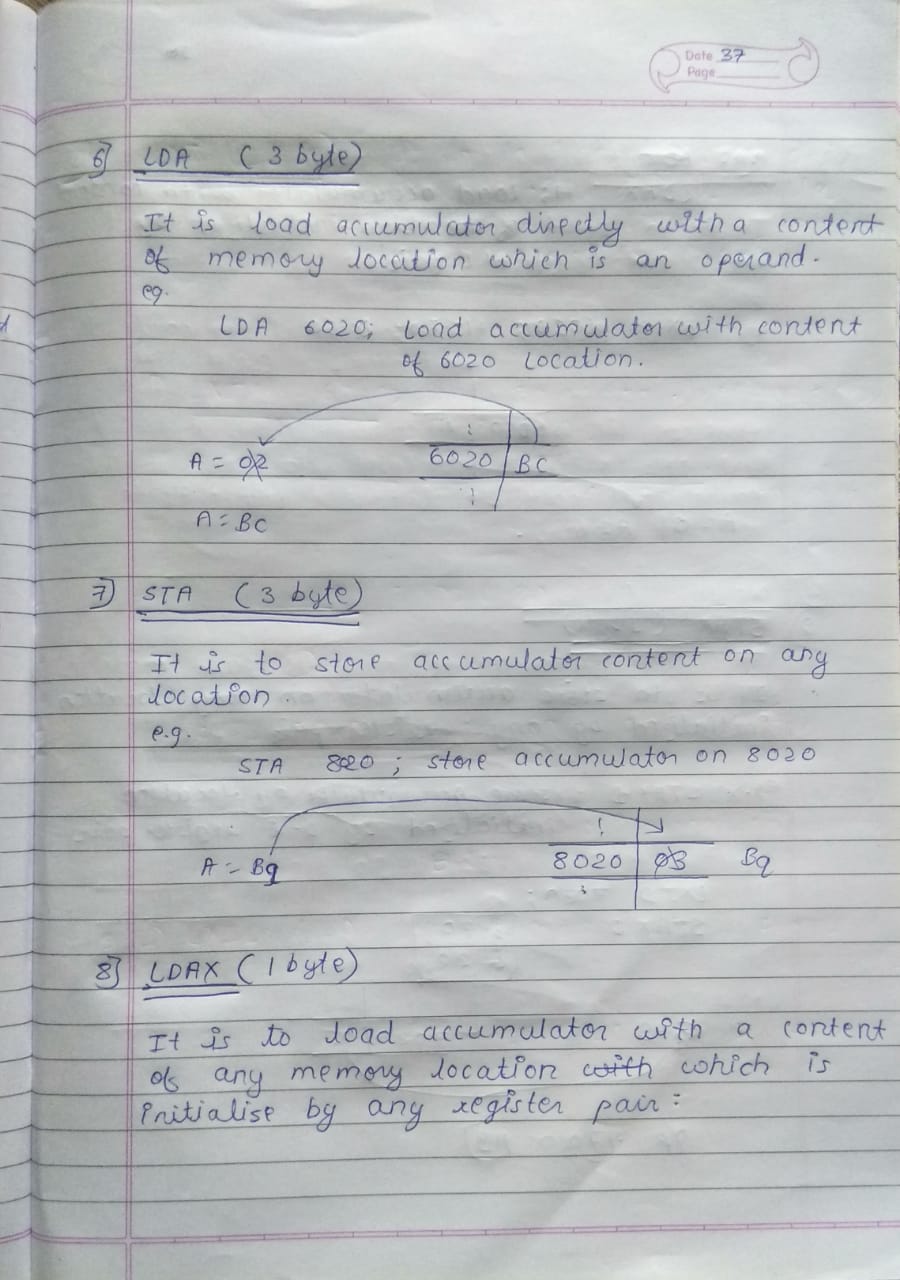 Date 37
Page
6] LDA ( 3 byte)
It is load accumulator directly with a content
of memory location which is an operand.
eg.
LDA 6020; Load accumulator with content
of 6020 Location.
A = 02
6020 BC
A = BC
7) STA ( 3 byte)
It is to store accumulator content on any
location.
e.g.
STA 8020 ; store accumulator on 8020
A = B9
8020 03 B9
8] LDAX ( 1 byte)
It is to load accumulator with a content
of any memory location with which is
initialise by any register pair :